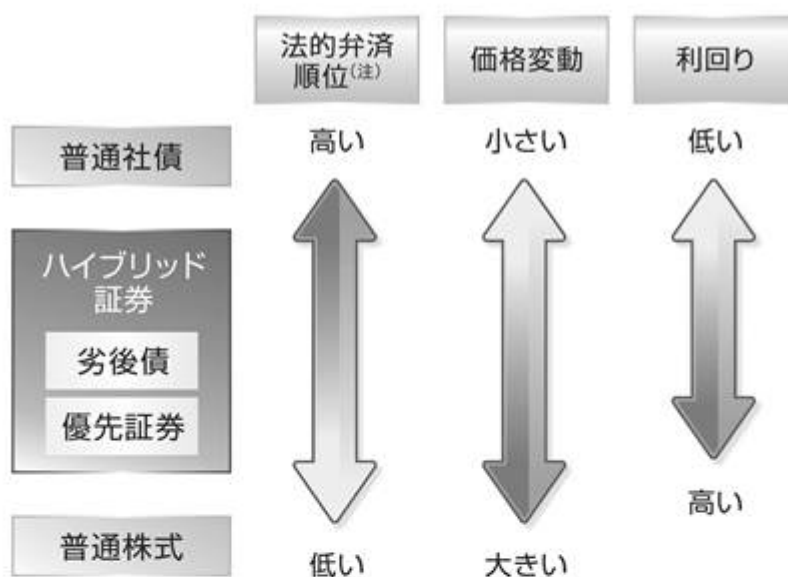 法的弁済
順位(注)
価格変動
利回り
普通社債
高い
小さい
低い
ハイブリッド
証券
劣後債
優先証券
高い
普通株式
低い
大きい